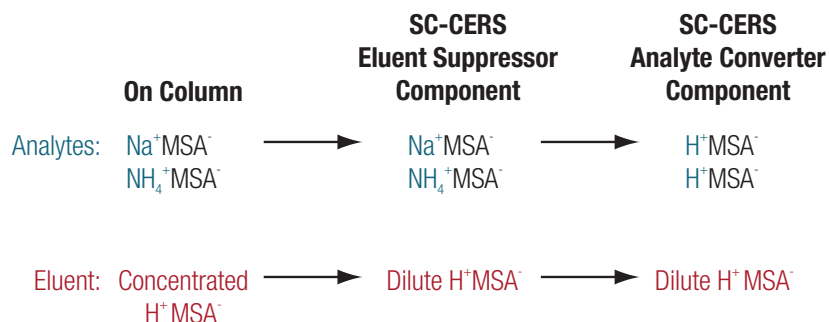 SC-CERS
Eluent Suppressor
Component
SC-CERS
Analyte Converter
Component
On Column
Analytes: Na⁺MSA⁻ Na⁺MSA⁻ H⁺MSA⁻
NH₄⁺MSA⁻ NH₄⁺MSA⁻ H⁺MSA⁻
Eluent: Concentrated Dilute H⁺MSA⁻ Dilute H⁺ MSA⁻
H⁺ MSA⁻